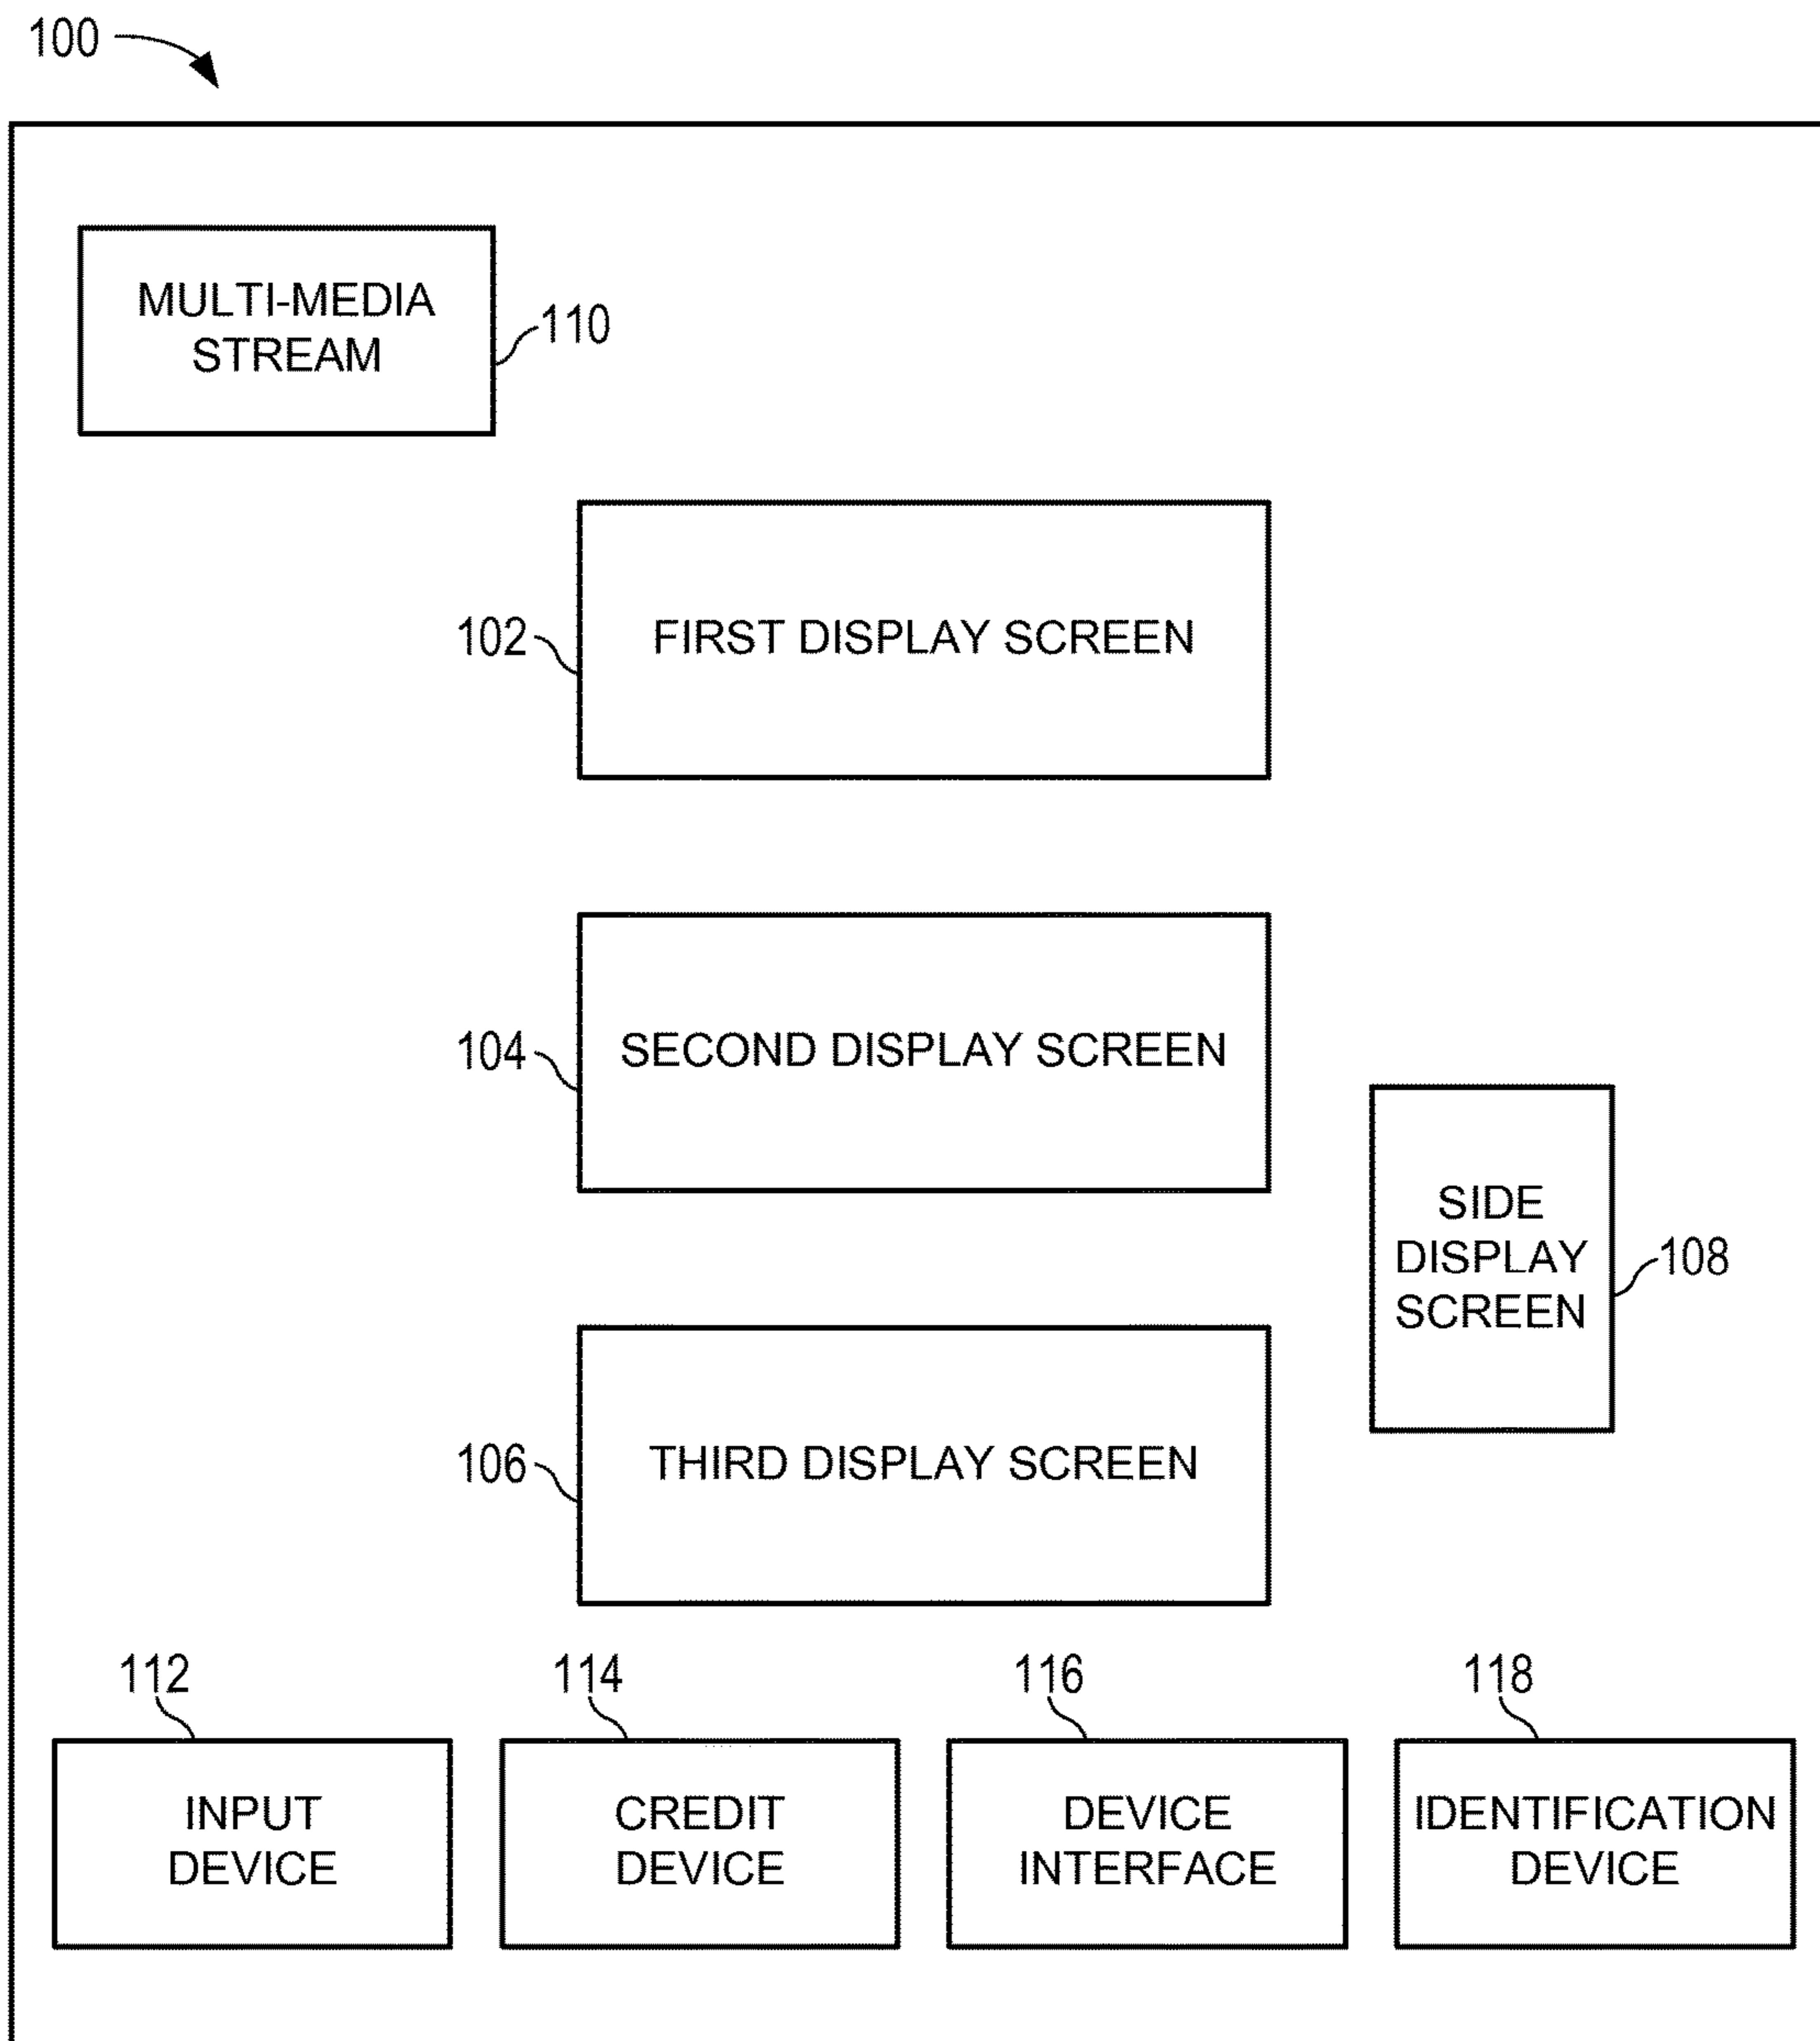 100
MULTI-MEDIA
STREAM
110
102
FIRST DISPLAY SCREEN
104
SECOND DISPLAY SCREEN
SIDE
DISPLAY
SCREEN
108
106
THIRD DISPLAY SCREEN
112
114
116
118
INPUT
DEVICE
CREDIT
DEVICE
DEVICE
INTERFACE
IDENTIFICATION
DEVICE